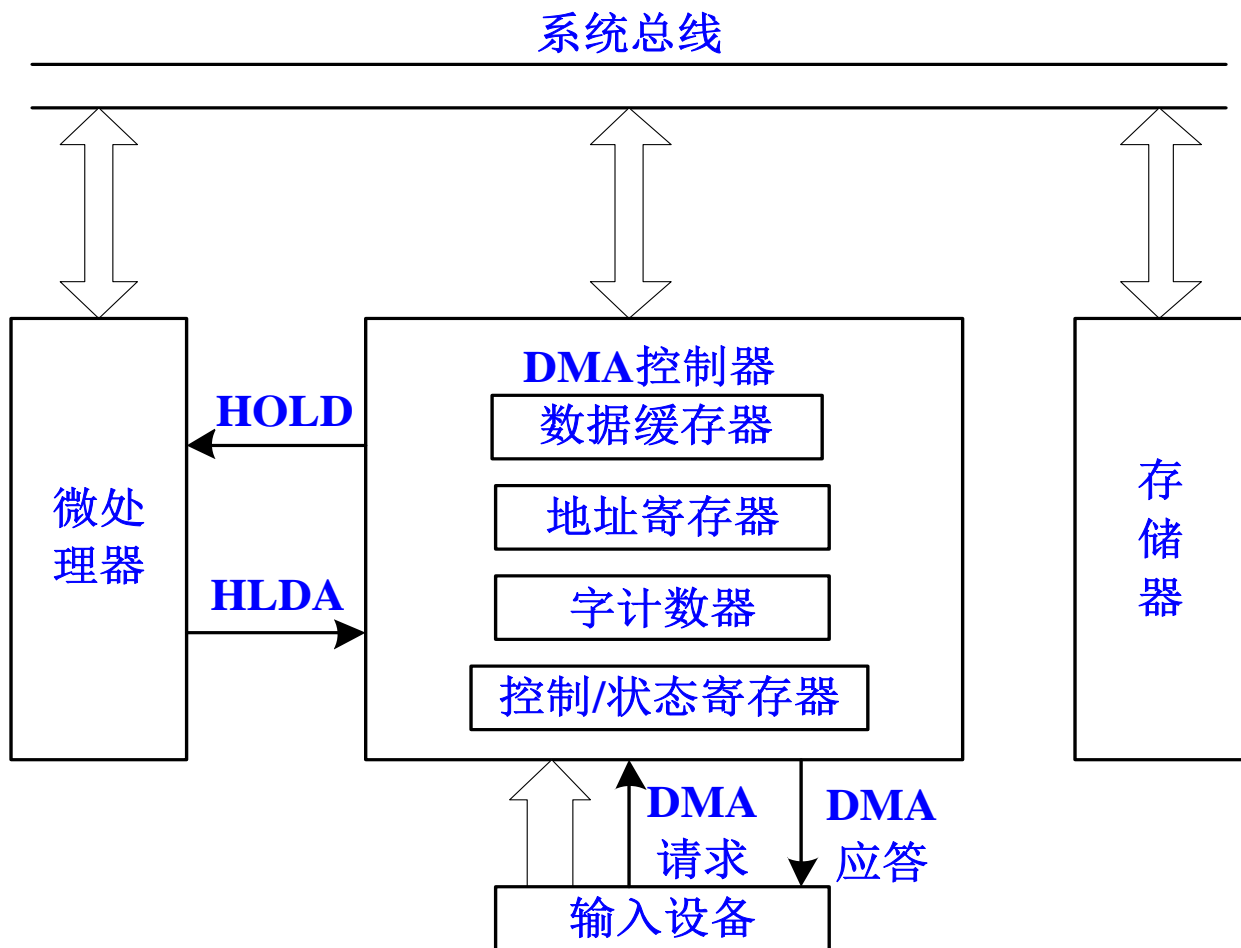 系统总线
DMA控制器
数据缓存器
地址寄存器
字计数器
控制/状态寄存器
HOLD
HLDA
微处
理器
存
储
器
DMA
请求
DMA
应答
输入设备